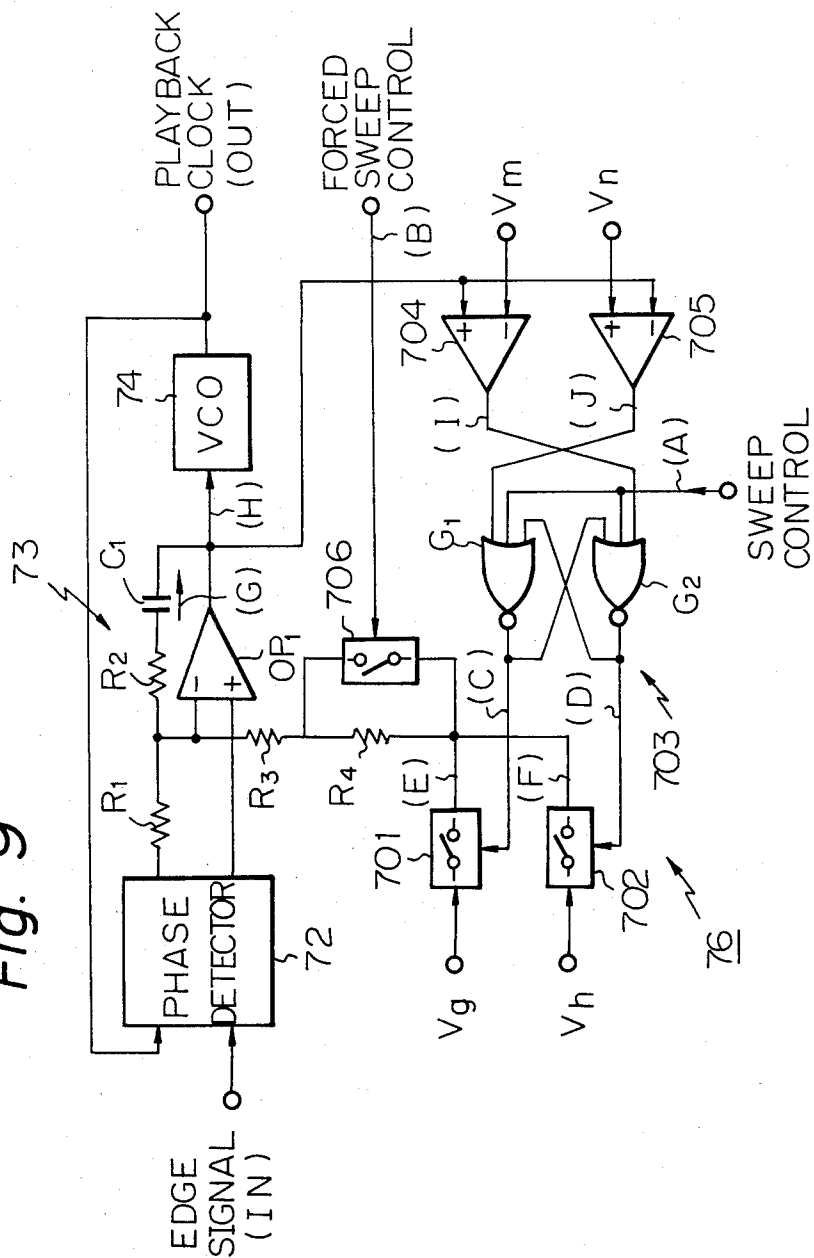 Fig. 9
73
74
PLAYBACK
CLOCK
(OUT)
EDGE
SIGNAL
(IN)
PHASE
DETECTOR
72
R1
R2
C1
(G)
OP1
(H)
VCO
FORCED
SWEEP
CONTROL
(B)
R3
R4
706
Vg
701
(E)
(C)
G1
(I)
704
+
−
Vm
Vh
702
(F)
(D)
G2
(J)
705
+
−
Vn
(A)
SWEEP
CONTROL
703
76
−
+